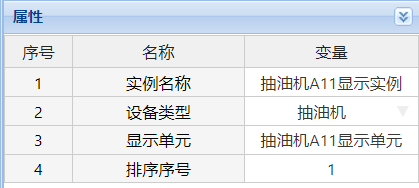 属性
序号 名称 变量
1 实例名称 抽油机A11显示实例
2 设备类型 抽油机
3 显示单元 抽油机A11显示单元
4 排序序号 1